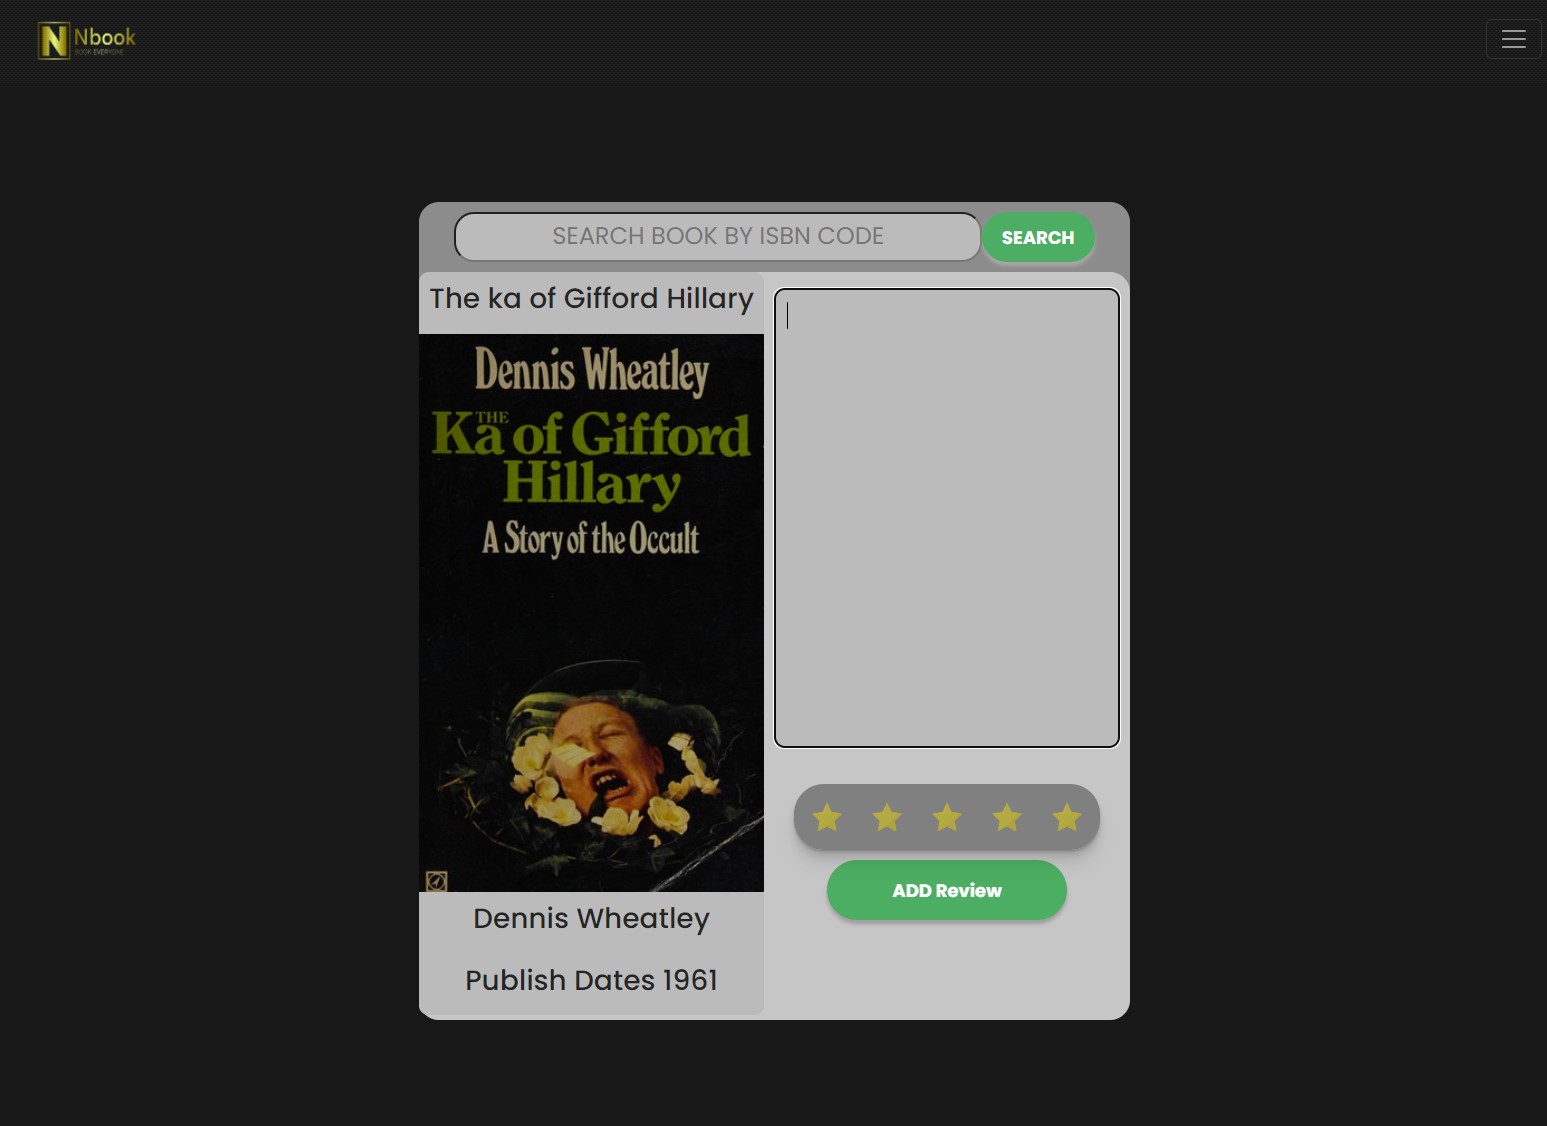 Nbook
BOOK EVERYONE
SEARCH BOOK BY ISBN CODE
SEARCH
The ka of Gifford Hillary
Dennis Wheatley
THE
Ka of Gifford
Hillary
A Story of the Occult
Dennis Wheatley
Publish Dates 1961
ADD Review